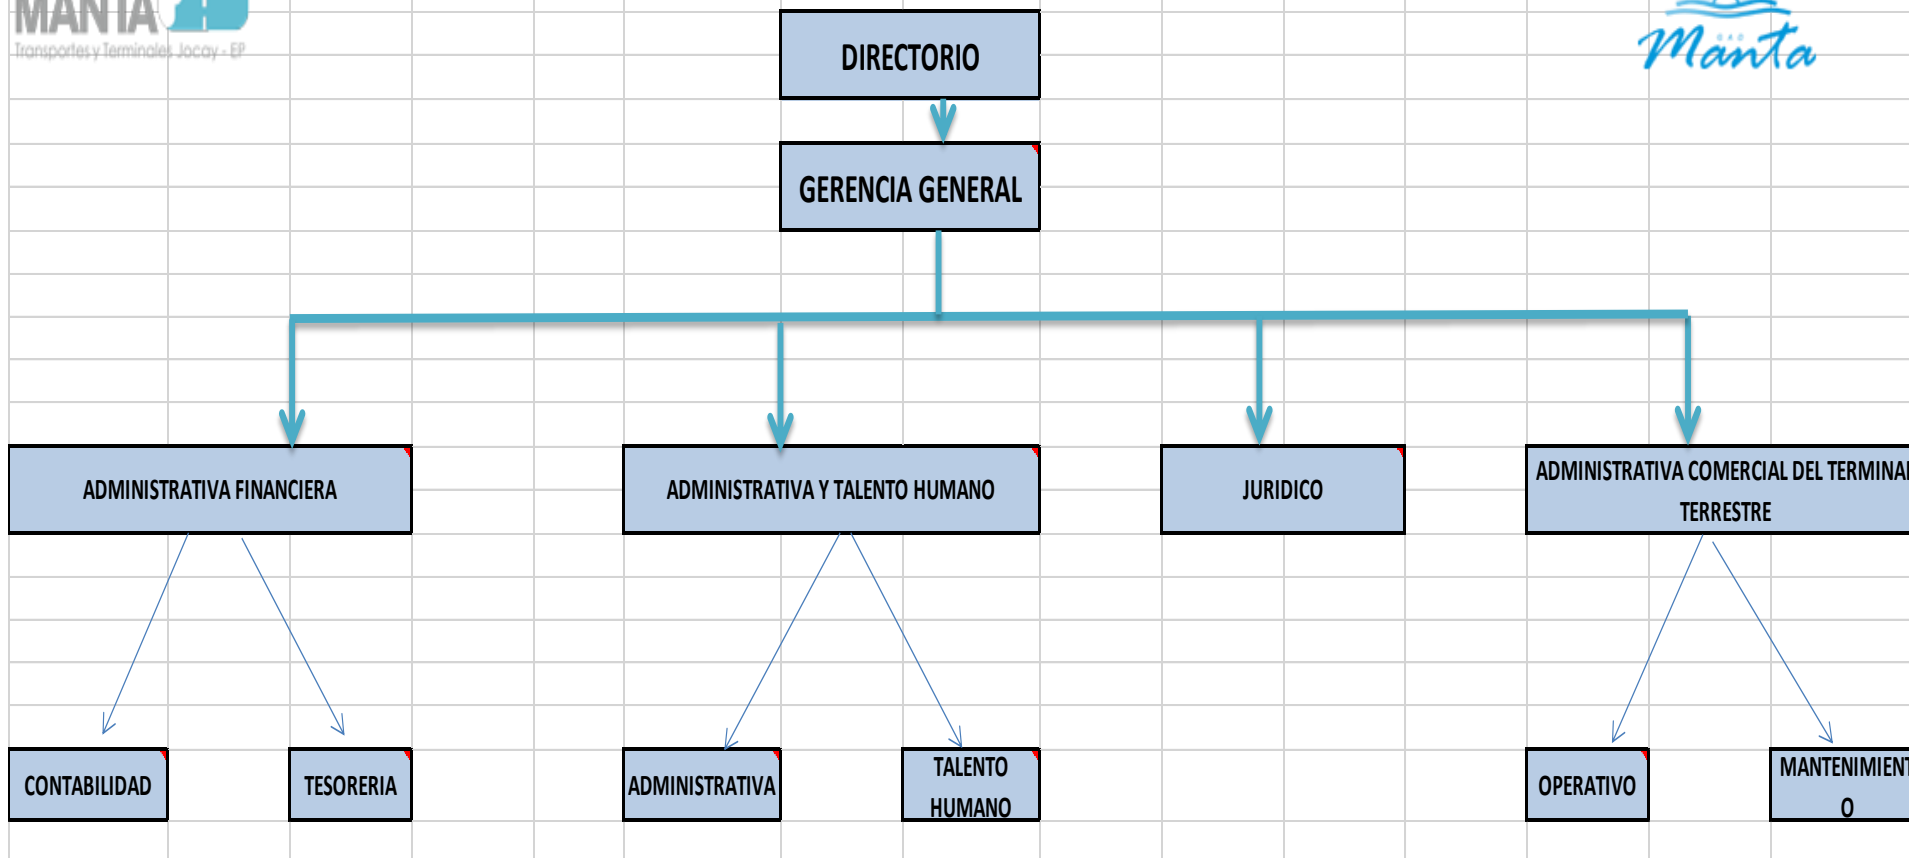 MANTA
Transportes y Terminales Jocay - EP
G.A.D
Manta
DIRECTORIO
GERENCIA GENERAL
ADMINISTRATIVA FINANCIERA
ADMINISTRATIVA Y TALENTO HUMANO
JURIDICO
ADMINISTRATIVA COMERCIAL DEL TERMINAL
TERRESTRE
CONTABILIDAD
TESORERIA
ADMINISTRATIVA
TALENTO
HUMANO
OPERATIVO
MANTENIMIENT
O